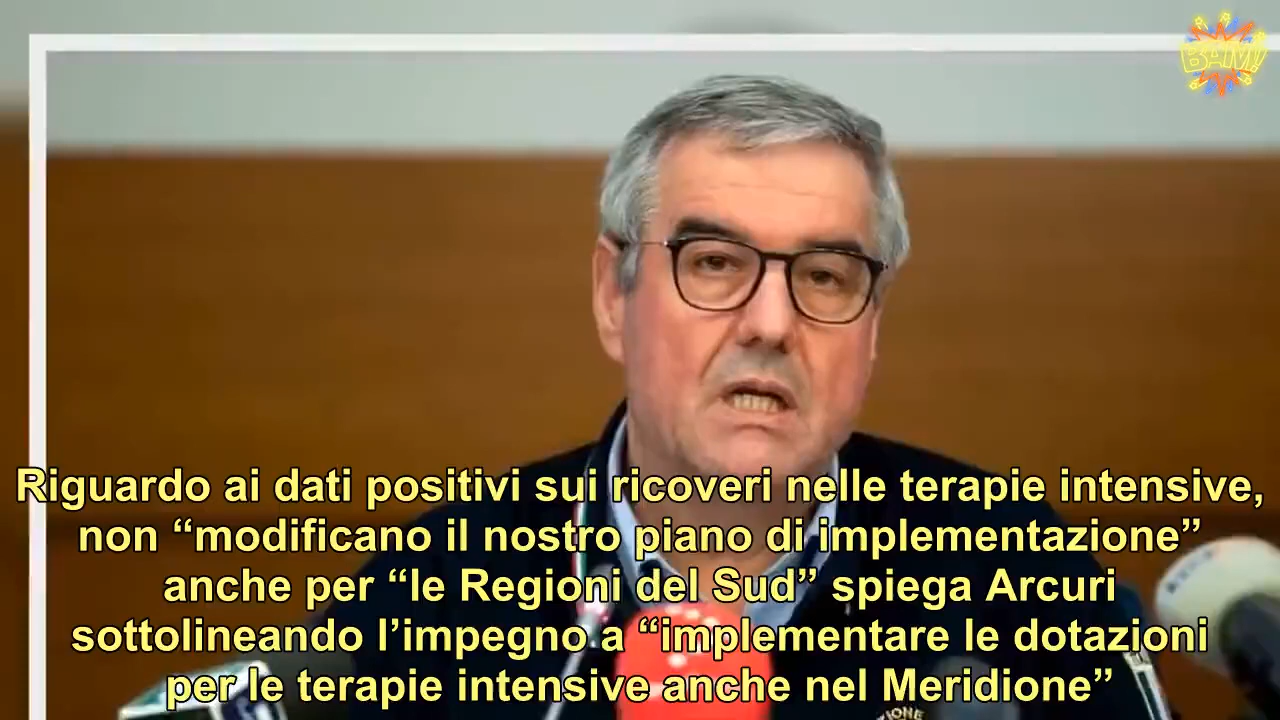 BAM!
Riguardo ai dati positivi sui ricoveri nelle terapie intensive,
non “modificano il nostro piano di implementazione”
anche per “le Regioni del Sud” spiega Arcuri
sottolineando l’impegno a “implementare le dotazioni
per le terapie intensive anche nel Meridione”